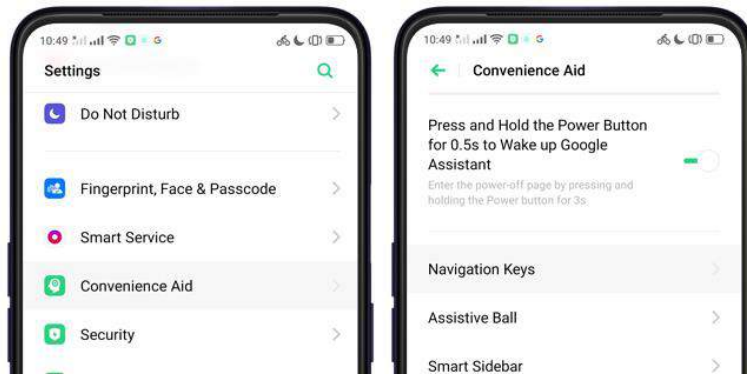 10:49
Settings
Do Not Disturb
Fingerprint, Face & Passcode
Smart Service
Convenience Aid
Security
10:49
Convenience Aid
Press and Hold the Power Button
for 0.5s to Wake up Google
Assistant
Enter the power-off page by pressing and
holding the Power button for 3s
Navigation Keys
Assistive Ball
Smart Sidebar